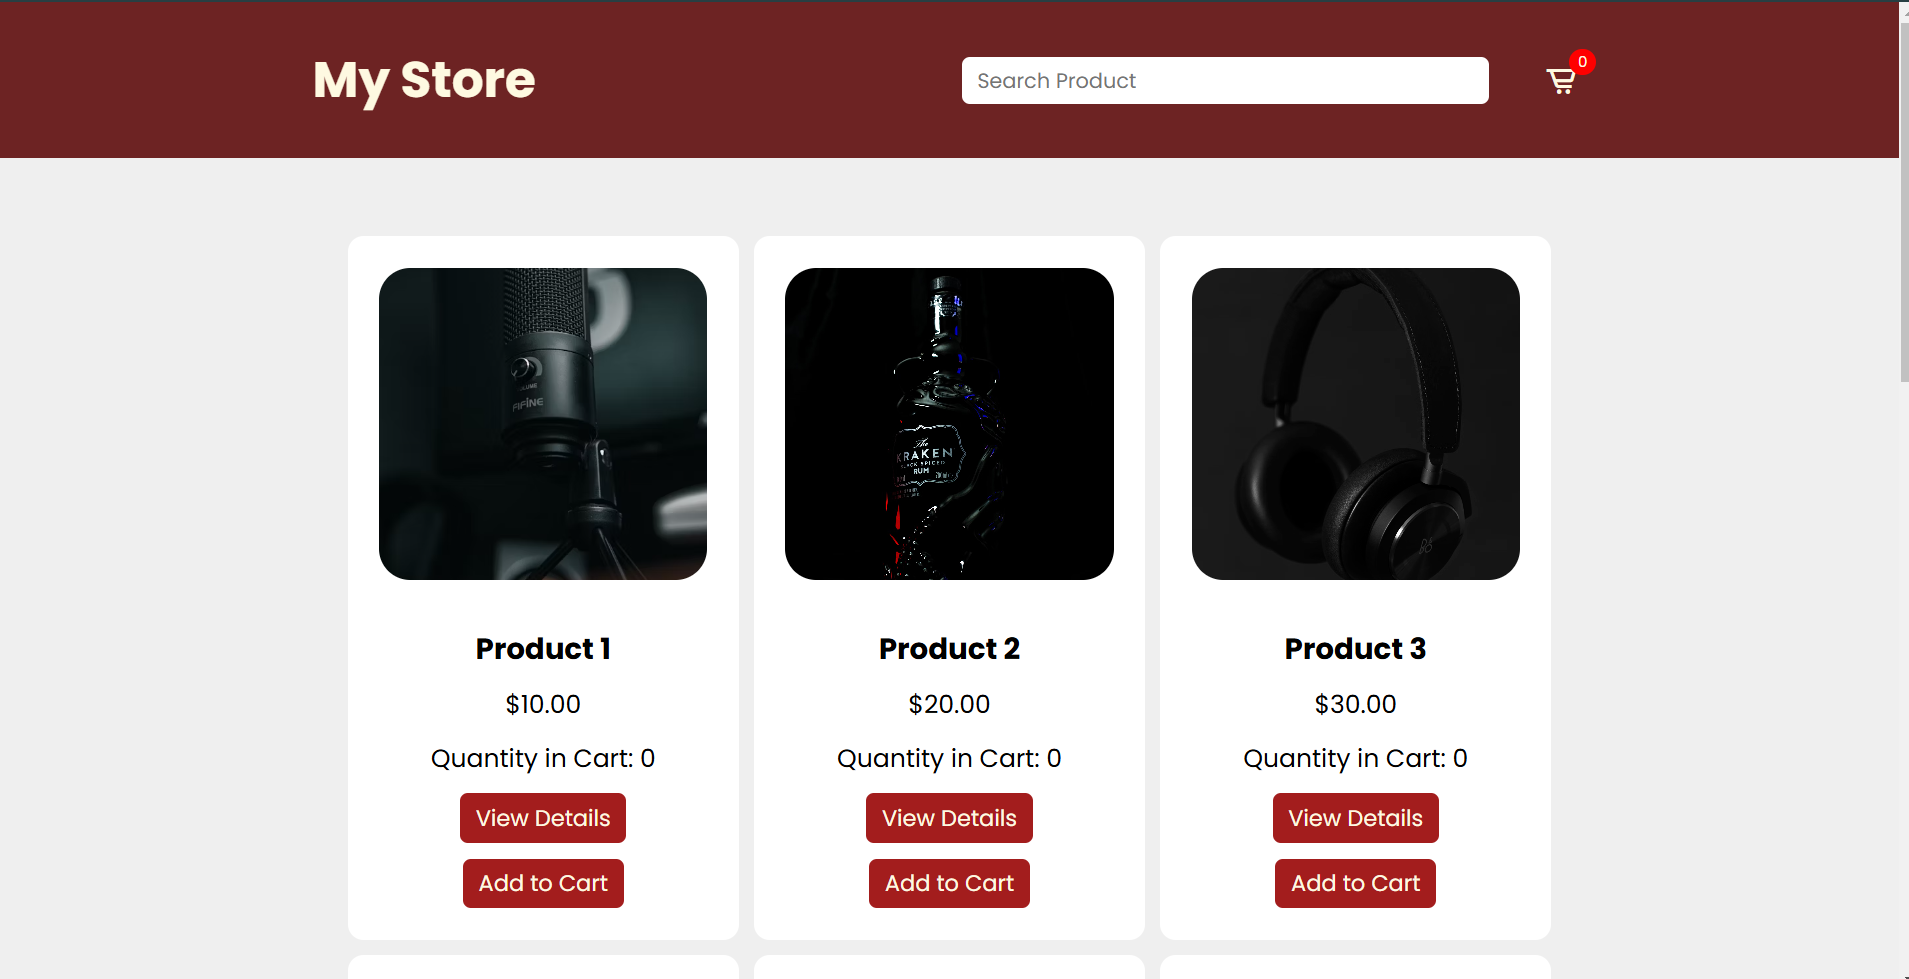 My Store
Search Product
0
VOLUME
FIFINE
The
KRAKEN
BLACK SPICED
RUM
Product 1
Product 2
Product 3
$10.00
$20.00
$30.00
Quantity in Cart: 0
Quantity in Cart: 0
Quantity in Cart: 0
View Details
View Details
View Details
Add to Cart
Add to Cart
Add to Cart